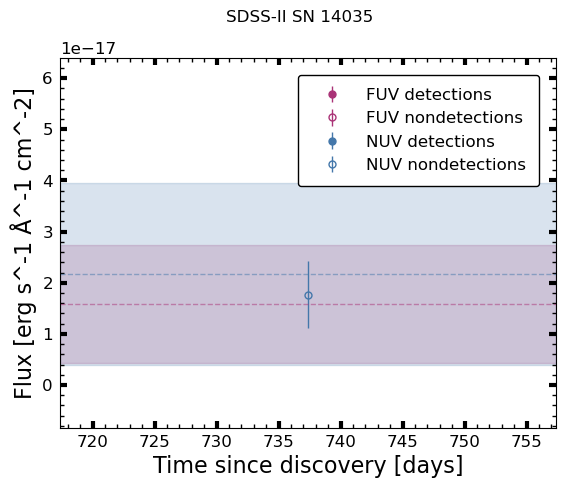 SDSS-II SN 14035
1e−17
FUV detections
FUV nondetections
NUV detections
NUV nondetections
6
5
4
3
2
1
0
Flux [erg s^-1 Å^-1 cm^-2]
720 725 730 735 740 745 750 755
Time since discovery [days]